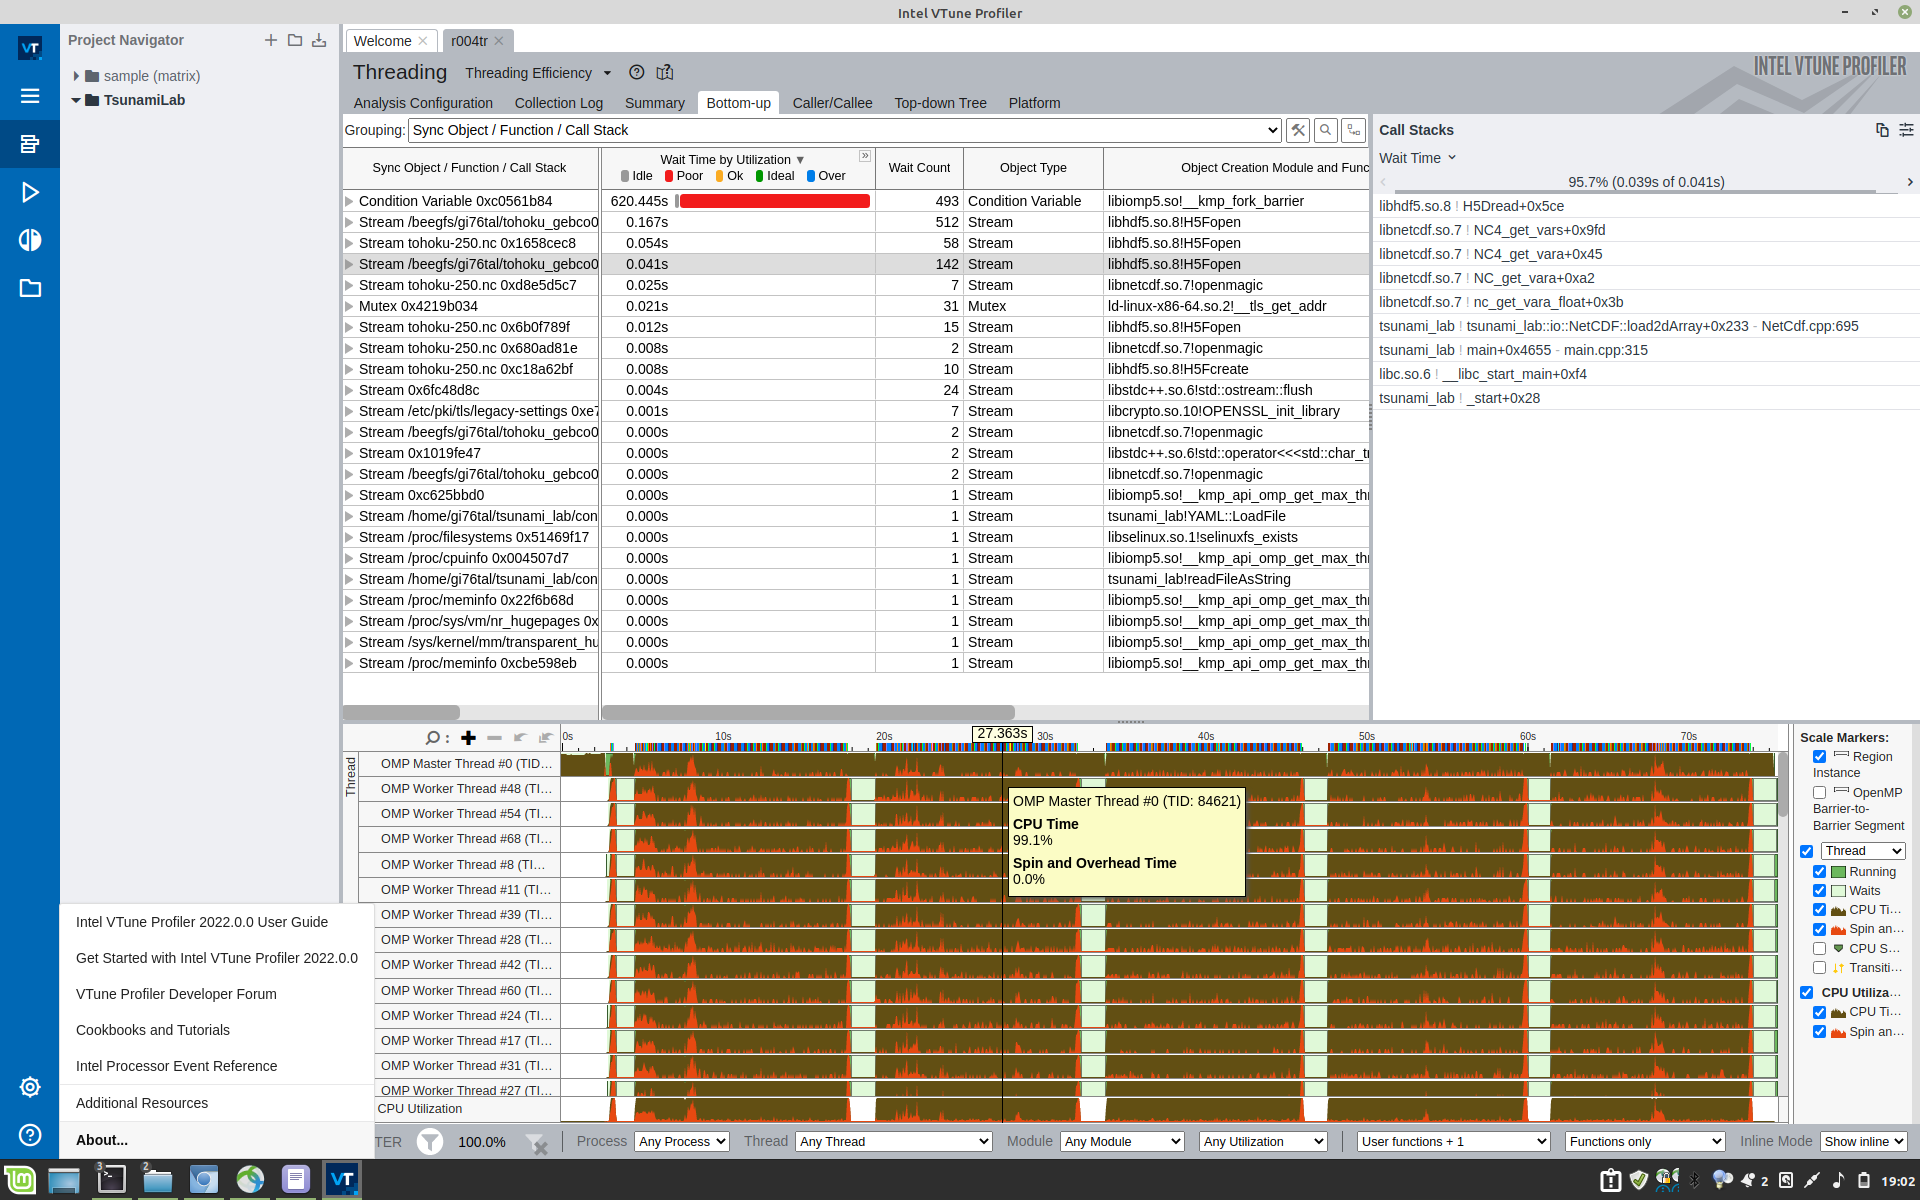 Intel VTune Profiler
VT
Project Navigator
sample (matrix)
TsunamiLab
Welcome
r004tr
Threading
Threading Efficiency
INTEL VTUNE PROFILER
Analysis Configuration
Collection Log
Summary
Bottom-up
Caller/Callee
Top-down Tree
Platform
Grouping: Sync Object / Function / Call Stack
Sync Object / Function / Call Stack
Wait Time by Utilization ▼
Idle Poor Ok Ideal Over
Wait Count
Object Type
Object Creation Module and Func
Condition Variable 0xc0561b84 620.445s 493 Condition Variable libiomp5.so!__kmp_fork_barrier
Stream /beegfs/gi76tal/tohoku_gebco0 0.167s 512 Stream libhdf5.so.8!H5Fopen
Stream tohoku-250.nc 0x1658cec8 0.054s 58 Stream libhdf5.so.8!H5Fopen
Stream /beegfs/gi76tal/tohoku_gebco0 0.041s 142 Stream libhdf5.so.8!H5Fopen
Stream tohoku-250.nc 0xd8e5d5c7 0.025s 7 Stream libnetcdf.so.7!openmagic
Mutex 0x4219b034 0.021s 31 Mutex ld-linux-x86-64.so.2!__tls_get_addr
Stream tohoku-250.nc 0x6b0f789f 0.012s 15 Stream libhdf5.so.8!H5Fopen
Stream tohoku-250.nc 0x680ad81e 0.008s 2 Stream libnetcdf.so.7!openmagic
Stream tohoku-250.nc 0xc18a62bf 0.008s 10 Stream libhdf5.so.8!H5Fcreate
Stream 0x6fc48d8c 0.004s 24 Stream libstdc++.so.6!std::ostream::flush
Stream /etc/pki/tls/legacy-settings 0xe7 0.001s 7 Stream libcrypto.so.10!OPENSSL_init_library
Stream /beegfs/gi76tal/tohoku_gebco0 0.000s 2 Stream libnetcdf.so.7!openmagic
Stream 0x1019fe47 0.000s 2 Stream libstdc++.so.6!std::operator<<<std::char_tr
Stream /beegfs/gi76tal/tohoku_gebco0 0.000s 2 Stream libnetcdf.so.7!openmagic
Stream 0xc625bbd0 0.000s 1 Stream libiomp5.so!__kmp_api_omp_get_max_thr
Stream /home/gi76tal/tsunami_lab/con 0.000s 1 Stream tsunami_lab!YAML::LoadFile
Stream /proc/filesystems 0x51469f17 0.000s 1 Stream libselinux.so.1!selinuxfs_exists
Stream /proc/cpuinfo 0x004507d7 0.000s 1 Stream libiomp5.so!__kmp_api_omp_get_max_thr
Stream /home/gi76tal/tsunami_lab/con 0.000s 1 Stream tsunami_lab!readFileAsString
Stream /proc/meminfo 0x22f6b68d 0.000s 1 Stream libiomp5.so!__kmp_api_omp_get_max_thr
Stream /proc/sys/vm/nr_hugepages 0x 0.000s 1 Stream libiomp5.so!__kmp_api_omp_get_max_thr
Stream /sys/kernel/mm/transparent_hu 0.000s 1 Stream libiomp5.so!__kmp_api_omp_get_max_thr
Stream /proc/meminfo 0xcbe598eb 0.000s 1 Stream libiomp5.so!__kmp_api_omp_get_max_thr
Call Stacks
Wait Time
95.7% (0.039s of 0.041s)
libhdf5.so.8 ! H5Dread+0x5ce
libnetcdf.so.7 ! NC4_get_vars+0x9fd
libnetcdf.so.7 ! NC4_get_vara+0x45
libnetcdf.so.7 ! NC_get_vara+0xa2
libnetcdf.so.7 ! nc_get_vara_float+0x3b
tsunami_lab ! tsunami_lab::io::NetCDF::load2dArray+0x233 - NetCdf.cpp:695
tsunami_lab ! main+0x4655 - main.cpp:315
libc.so.6 ! __libc_start_main+0xf4
tsunami_lab ! _start+0x28
0s 10s 20s 27.363s 30s 40s 50s 60s 70s
Thread
OMP Master Thread #0 (TID...
OMP Worker Thread #48 (TI...
OMP Worker Thread #54 (TI...
OMP Worker Thread #68 (TI...
OMP Worker Thread #8 (TI...
OMP Worker Thread #11 (TI...
OMP Worker Thread #39 (TI...
OMP Worker Thread #28 (TI...
OMP Worker Thread #42 (TI...
OMP Worker Thread #60 (TI...
OMP Worker Thread #24 (TI...
OMP Worker Thread #17 (TI...
OMP Worker Thread #31 (TI...
OMP Worker Thread #27 (TI...
CPU Utilization
OMP Master Thread #0 (TID: 84621)
CPU Time
99.1%
Spin and Overhead Time
0.0%
Scale Markers:
Region
Instance
OpenMP
Barrier-to-
Barrier Segment
Thread
Running
Waits
CPU Ti...
Spin an...
CPU S...
Transiti...
CPU Utiliza...
CPU Ti...
Spin an...
Intel VTune Profiler 2022.0.0 User Guide
Get Started with Intel VTune Profiler 2022.0.0
VTune Profiler Developer Forum
Cookbooks and Tutorials
Intel Processor Event Reference
Additional Resources
About...
TER 100.0% Process Any Process Thread Any Thread Module Any Module Any Utilization User functions + 1 Functions only Inline Mode Show inline
3
2
VT
2
19:02